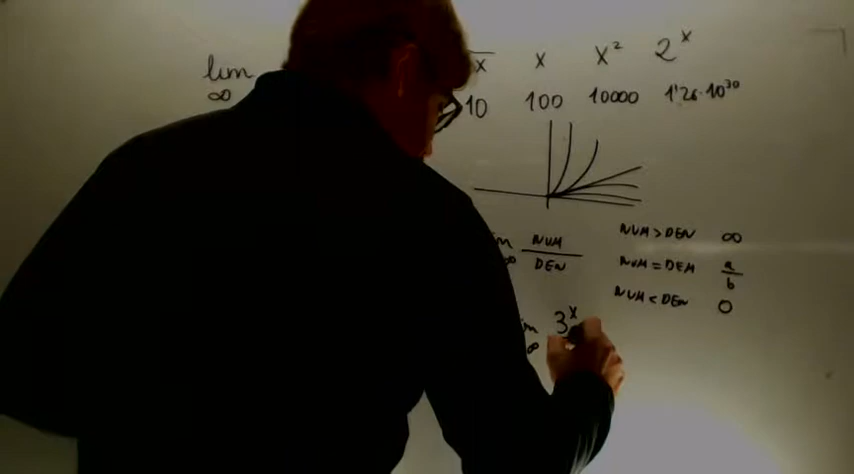 lim x x x² 2ˣ
∞ 10 100 10000 1'26·10³⁰
NUM NUM>DEN ∞
DEN NUM=DEN a/b
NUM<DEN 0
3ˣ
∞